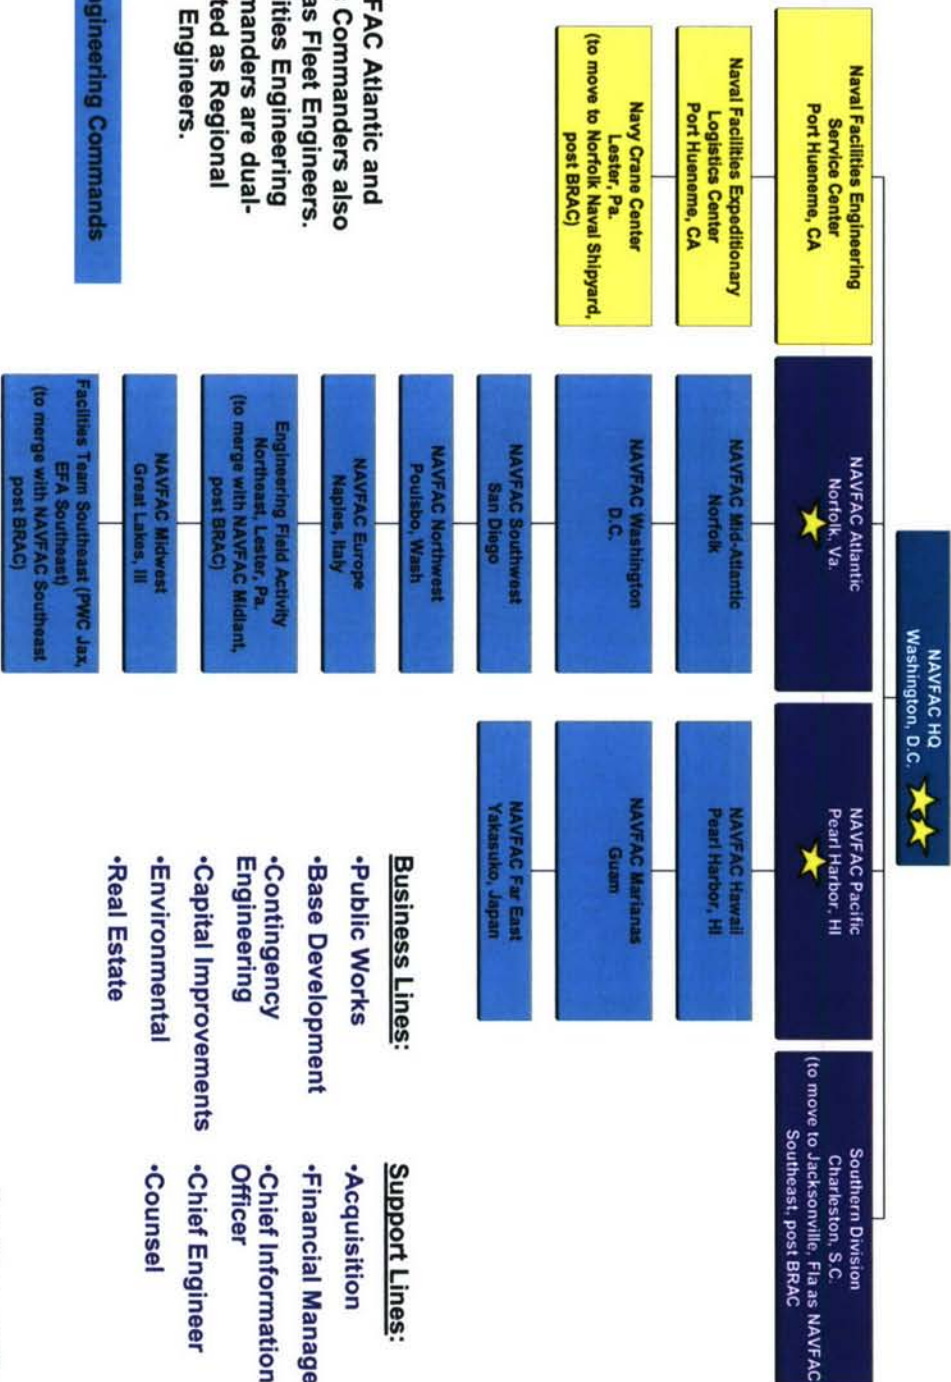 NAVFAC HQ
Washington, D.C.
Naval Facilities Engineering
Service Center
Port Hueneme, CA
Naval Facilities Expeditionary
Logistics Center
Port Hueneme, CA
Navy Crane Center
Lester, Pa.
(to move to Norfolk Naval Shipyard,
post BRAC)
NAVFAC Atlantic
Norfolk, Va.
NAVFAC Mid-Atlantic
Norfolk
NAVFAC Washington
D.C.
NAVFAC Southwest
San Diego
NAVFAC Northwest
Poulsbo, Wash
NAVFAC Europe
Naples, Italy
Engineering Field Activity
Northeast, Lester, Pa.
(to merge with NAVFAC Midlant,
post BRAC)
NAVFAC Midwest
Great Lakes, Ill
Facilties Team Southeast (PWC Jax,
EFA Southeast)
(to merge with NAVFAC Southeast
post BRAC)
NAVFAC Pacific
Pearl Harbor, HI
NAVFAC Hawaii
Pearl Harbor, HI
NAVFAC Marianas
Guam
NAVFAC Far East
Yakasuko, Japan
Southern Division
Charleston, S.C.
(to move to Jacksonville, Fla as NAVFAC
Southeast, post BRAC
FAC Atlantic and
Commanders also
as Fleet Engineers.
ities Engineering
manders are dual-
ted as Regional
Engineers.
gineering Commands
Business Lines:
•Public Works
•Base Development
•Contingency
Engineering
•Capital Improvements
•Environmental
•Real Estate
Support Lines:
•Acquisition
•Financial Manage
•Chief Information
Officer
•Chief Engineer
•Counsel